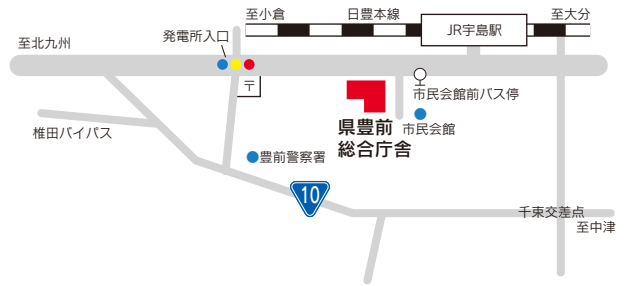 至小倉
日豊本線
JR宇島駅
至大分
発電所入口
至北九州
〒
市民会館前バス停
県豊前
総合庁舎
市民会館
椎田バイパス
豊前警察署
10
千束交差点
至中津